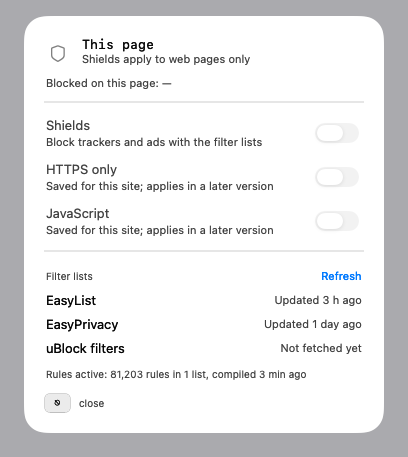 This page
Shields apply to web pages only
Blocked on this page: —
Shields
Block trackers and ads with the filter lists
HTTPS only
Saved for this site; applies in a later version
JavaScript
Saved for this site; applies in a later version
Filter lists Refresh
EasyList Updated 3 h ago
EasyPrivacy Updated 1 day ago
uBlock filters Not fetched yet
Rules active: 81,203 rules in 1 list, compiled 3 min ago
close